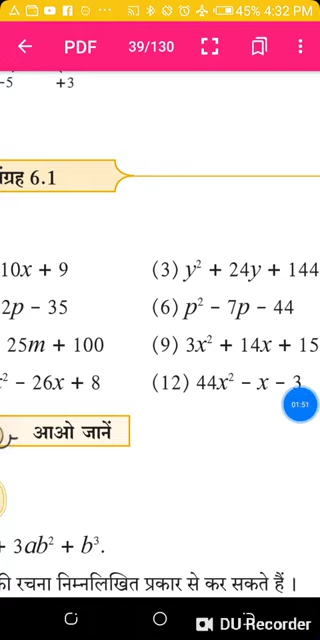 45% 4:32 PM
PDF 39/130
-5 +3
संग्रह 6.1
10x + 9 (3) y² + 24y + 144
2p – 35 (6) p² – 7p – 44
25m + 100 (9) 3x² + 14x + 15
² – 26x + 8 (12) 44x² – x – 3
01:51
आओ जानें
+ 3ab² + b³.
की रचना निम्नलिखित प्रकार से कर सकते हैं ।
DU Recorder